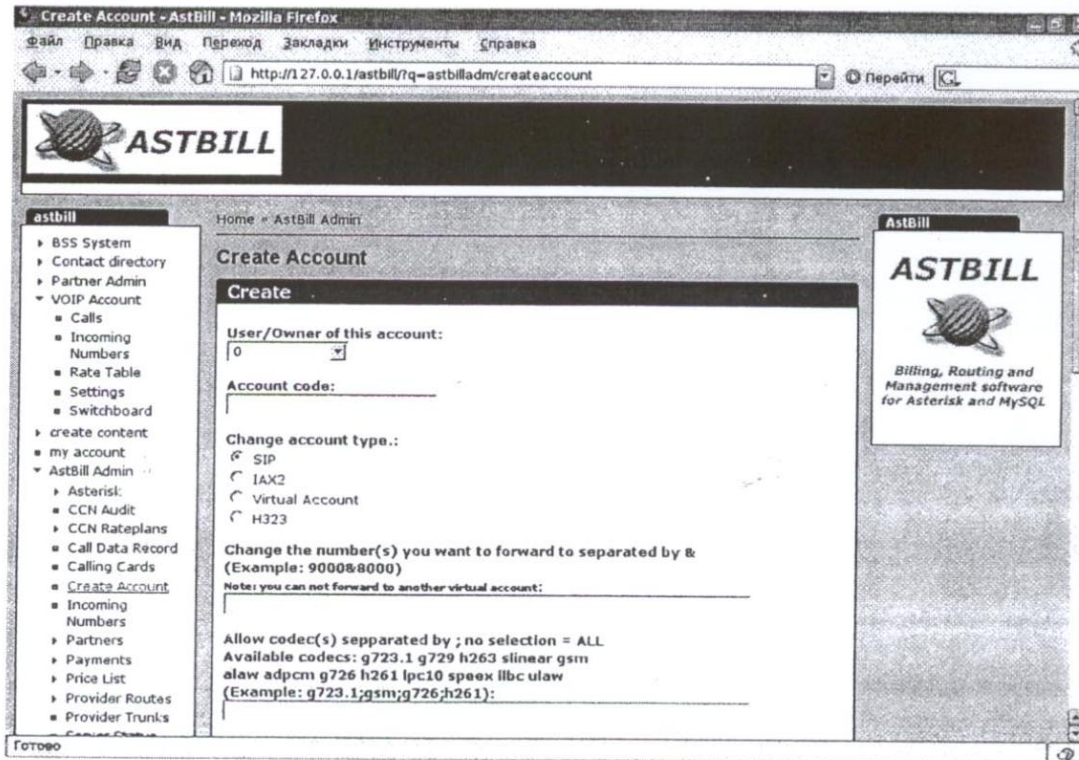 Create Account - AstBill - Mozilla Firefox
Файл Правка Вид Переход Закладки Инструменты Справка
http://127.0.0.1/astbill/?q=astbilladm/createaccount
Перейти
ASTBILL
astbill
BSS System
Contact directory
Partner Admin
VOIP Account
Calls
Incoming
Numbers
Rate Table
Settings
Switchboard
create content
my account
AstBill Admin
Asterisk
CCN Audit
CCN Rateplans
Call Data Record
Calling Cards
Create Account
Incoming
Numbers
Partners
Payments
Price List
Provider Routes
Provider Trunks
Home » AstBill Admin
Create Account
Create
User/Owner of this account:
0
Account code:
Change account type.:
SIP
IAX2
Virtual Account
H323
Change the number(s) you want to forward to separated by &
(Example: 9000&8000)
Note: you can not forward to another virtual account:
Allow codec(s) sepparated by ; no selection = ALL
Available codecs: g723.1 g729 h263 slinear gsm
alaw adpcm g726 h261 lpc10 speex ilbc ulaw
(Example: g723.1;gsm;g726;h261):
AstBill
ASTBILL
Billing, Routing and
Management software
for Asterisk and MySQL
Готово